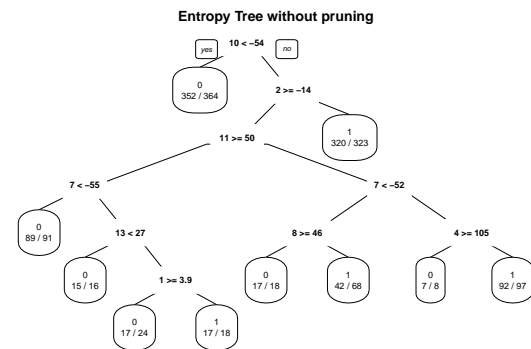 Entropy Tree without pruning
yes 10 < −54 no
0
352 / 364
2 >= −14
1
320 / 323
11 >= 50
7 < −55
7 < −52
0
89 / 91
13 < 27
8 >= 46
4 >= 105
0
15 / 16
1 >= 3.9
0
17 / 18
1
42 / 68
0
7 / 8
1
92 / 97
0
17 / 24
1
17 / 18